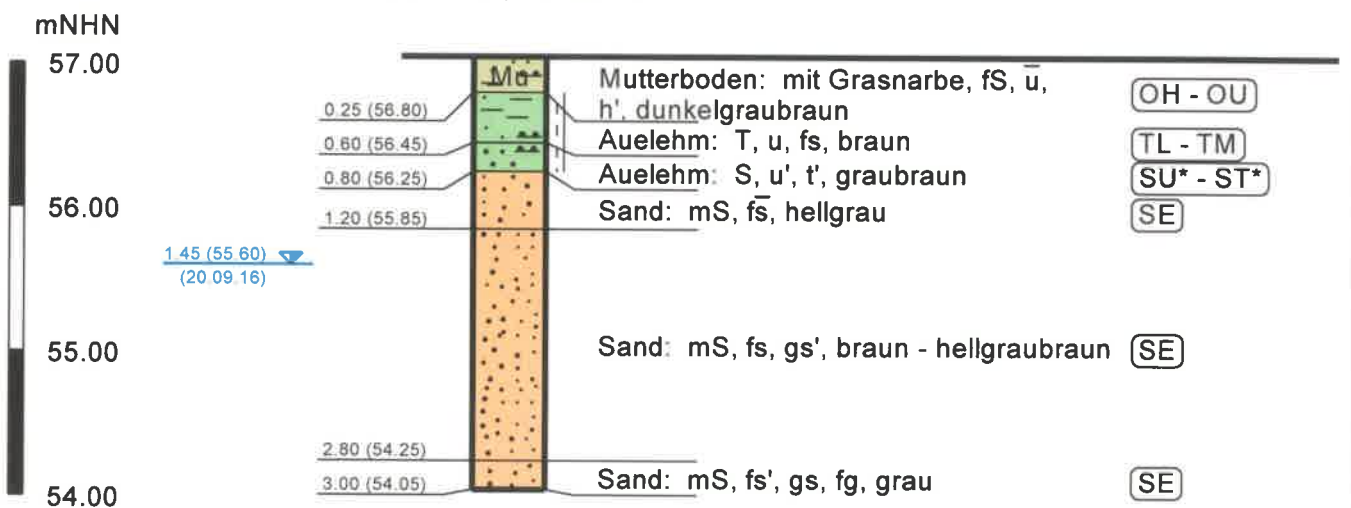 mNHN
57.00
Mu
Mutterboden: mit Grasnarbe, fS, u̅,
h', dunkelgraubraun
OH - OU
0.25 (56.80)
Auelehm: T, u, fs, braun
TL - TM
0.60 (56.45)
Auelehm: S, u', t', graubraun
SU* - ST*
0.80 (56.25)
56.00
Sand: mS, fs̅, hellgrau
SE
1.20 (55.85)
1.45 (55.60)
(20.09.16)
55.00
Sand: mS, fs, gs', braun - hellgraubraun
SE
2.80 (54.25)
Sand: mS, fs', gs, fg, grau
SE
3.00 (54.05)
54.00